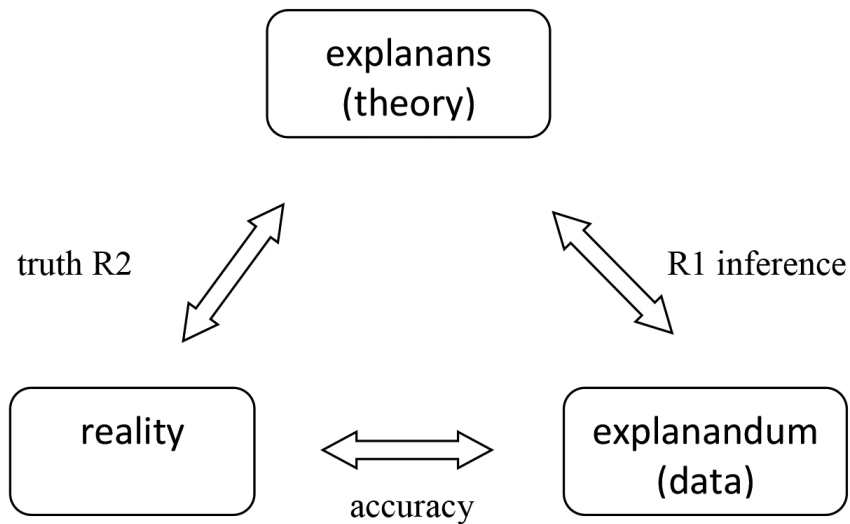 explanans
(theory)
truth R2
R1 inference
reality
explanandum
(data)
accuracy